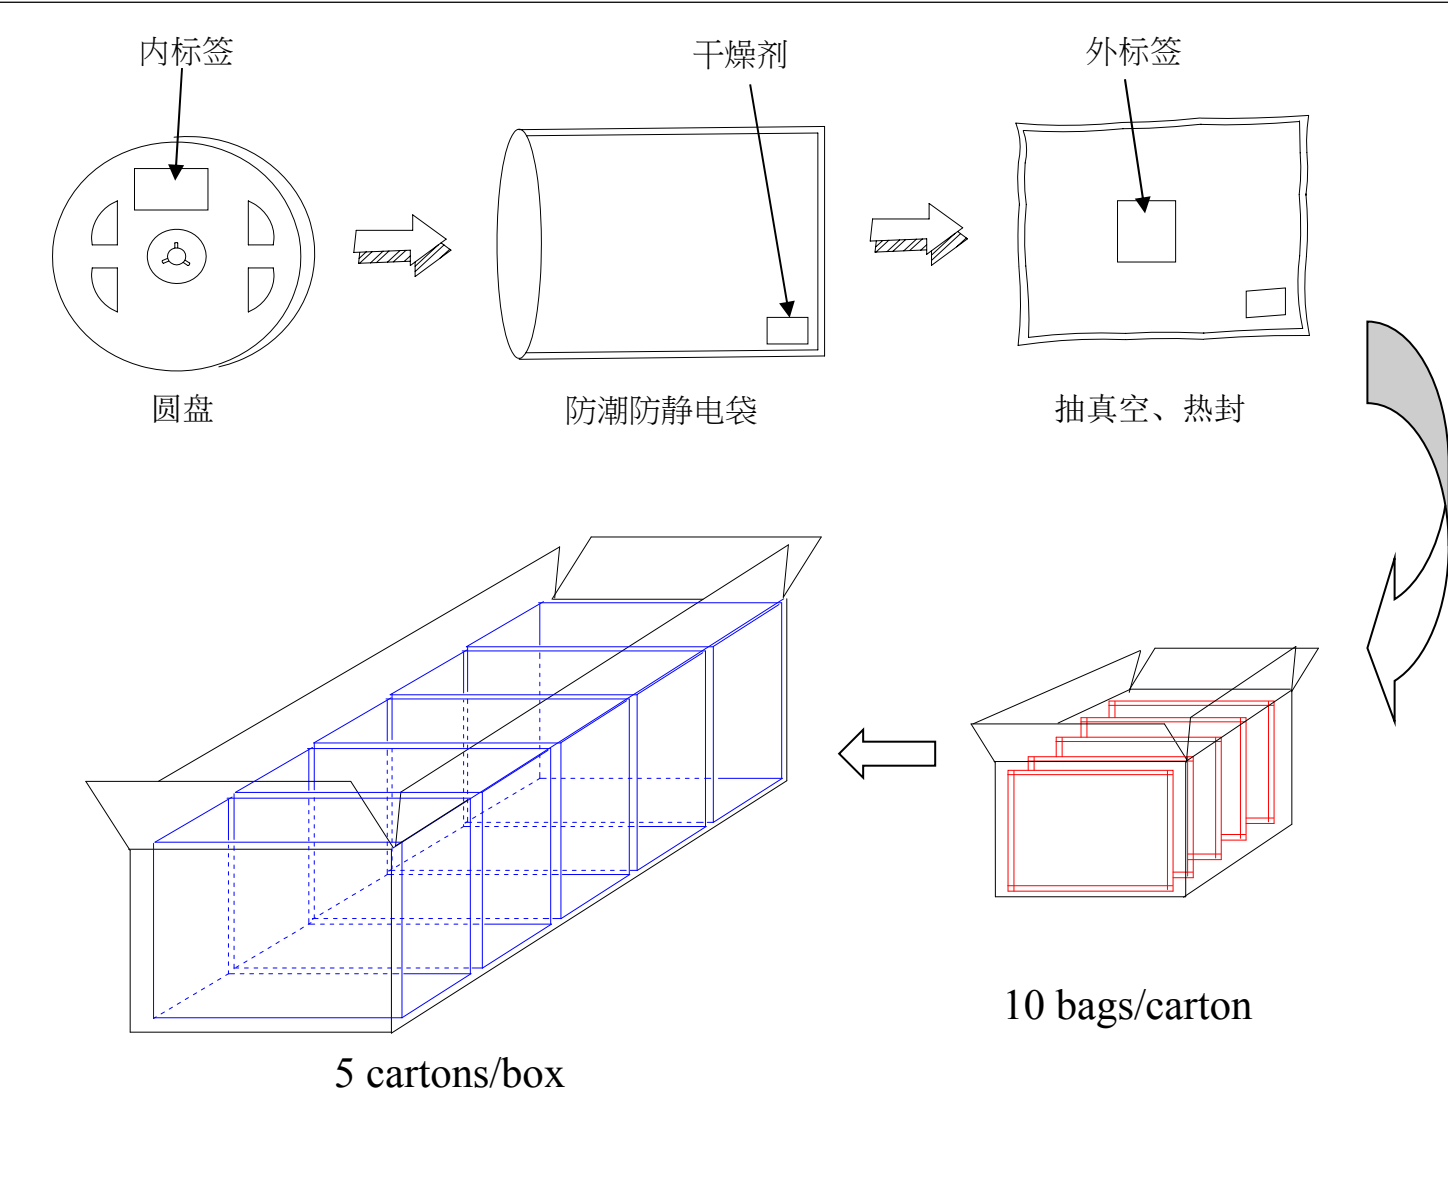 内标签
干燥剂
外标签
圆盘
防潮防静电袋
抽真空、热封
10 bags/carton
5 cartons/box